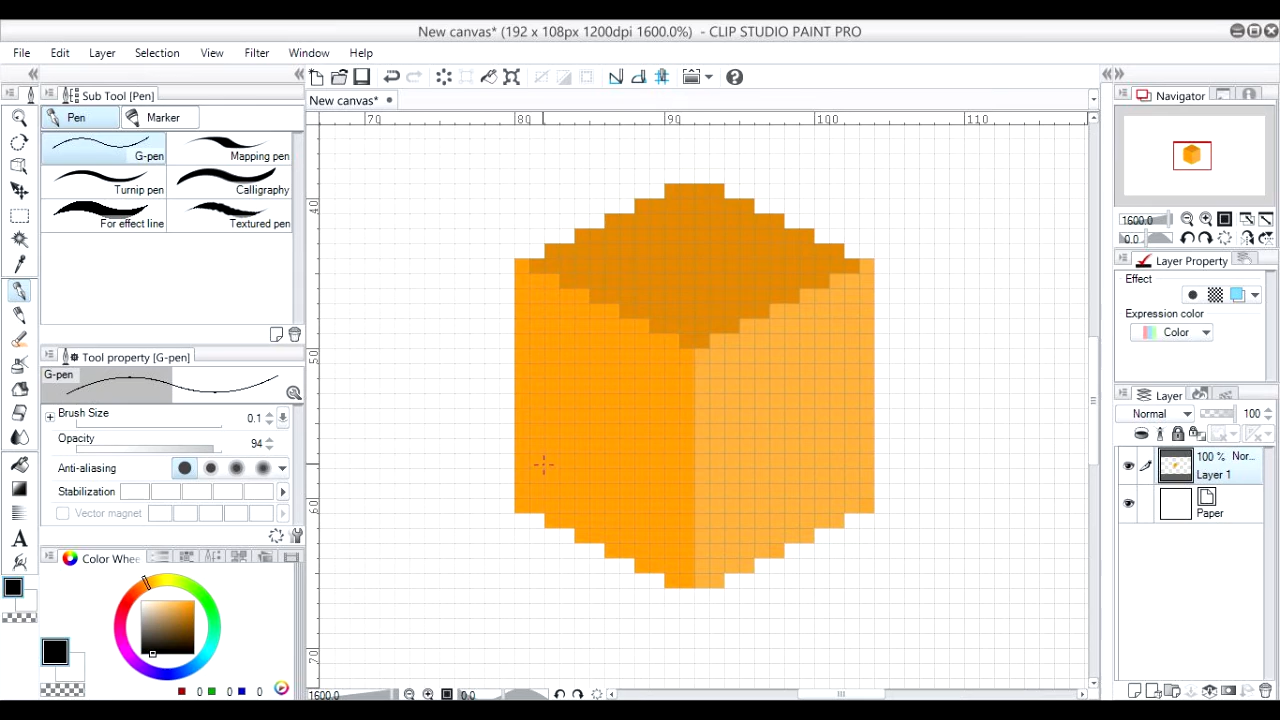 New canvas* (192 x 108px 1200dpi 1600.0%) - CLIP STUDIO PAINT PRO
File Edit Layer Selection View Filter Window Help
Sub Tool [Pen]
Pen Marker
G-pen Mapping pen
Turnip pen Calligraphy
For effect line Textured pen
Tool property [G-pen]
G-pen
Brush Size 0.1
Opacity 94
Anti-aliasing
Stabilization
Vector magnet
Color Whee
0 0 0
New canvas*
70 80 90 100 110
40
50
60
70
1600.0 0.0
Navigator
1600.0
0.0
Layer Property
Effect
Expression color
Color
Layer
Normal 100
100 % Nor...
Layer 1
Paper
A